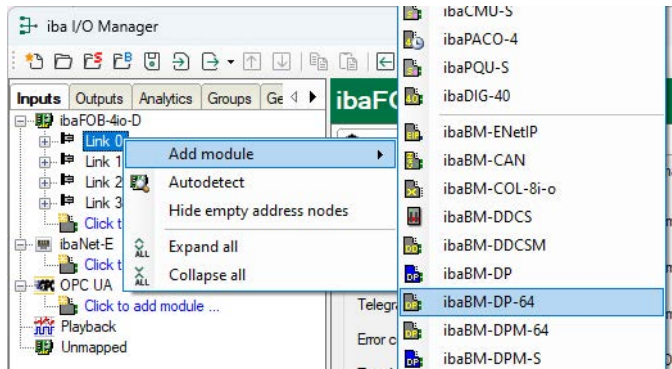 iba I/O Manager
Inputs Outputs Analytics Groups Ge
ibaFOB-4io-D
Link 0
Link 1
Link 2
Link 3
Click t
ibaNet-E
Click t
OPC UA
Click to add module ...
Playback
Unmapped
Add module
Autodetect
Hide empty address nodes
Expand all
Collapse all
ibaFO
Telegra
Error c
ibaCMU-S
ibaPACO-4
ibaPQU-S
ibaDIG-40
ibaBM-ENetIP
ibaBM-CAN
ibaBM-COL-8i-o
ibaBM-DDCS
ibaBM-DDCSM
ibaBM-DP
ibaBM-DP-64
ibaBM-DPM-64
ibaBM-DPM-S